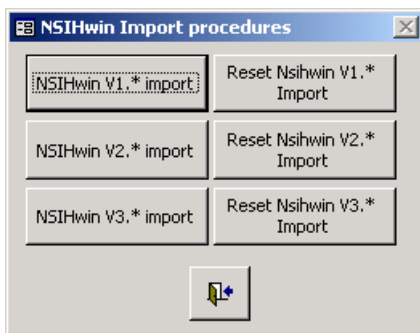 NSIHwin Import procedures
NSIHwin V1.* import
Reset Nsihwin V1.*
Import
NSIHwin V2.* import
Reset Nsihwin V2.*
Import
NSIHwin V3.* import
Reset Nsihwin V3.*
Import